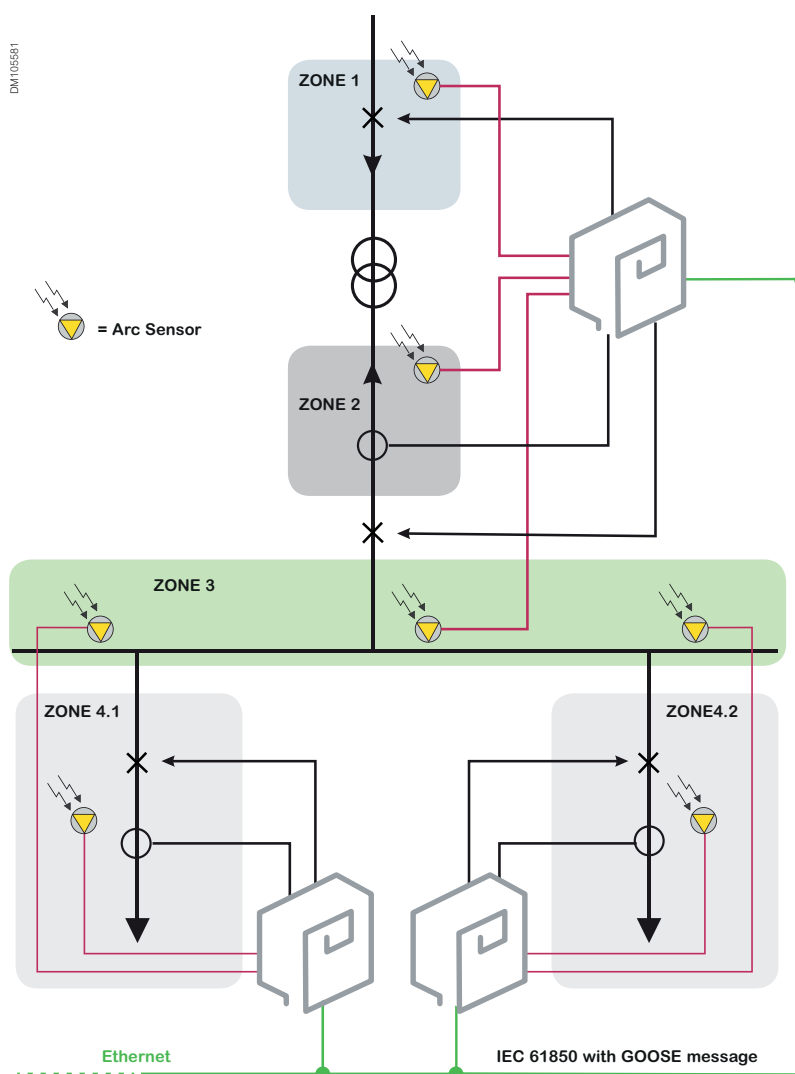 DM105581
ZONE 1
= Arc Sensor
ZONE 2
ZONE 3
ZONE 4.1
ZONE4.2
Ethernet
IEC 61850 with GOOSE message